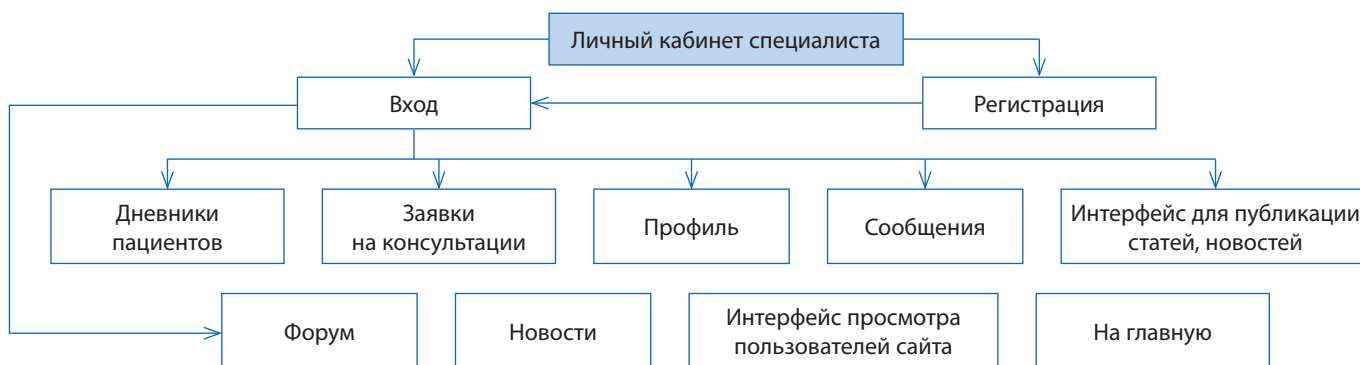 Личный кабинет специалиста
Вход
Регистрация
Дневники
пациентов
Заявки
на консультации
Профиль
Сообщения
Интерфейс для публикации
статей, новостей
Форум
Новости
Интерфейс просмотра
пользователей сайта
На главную